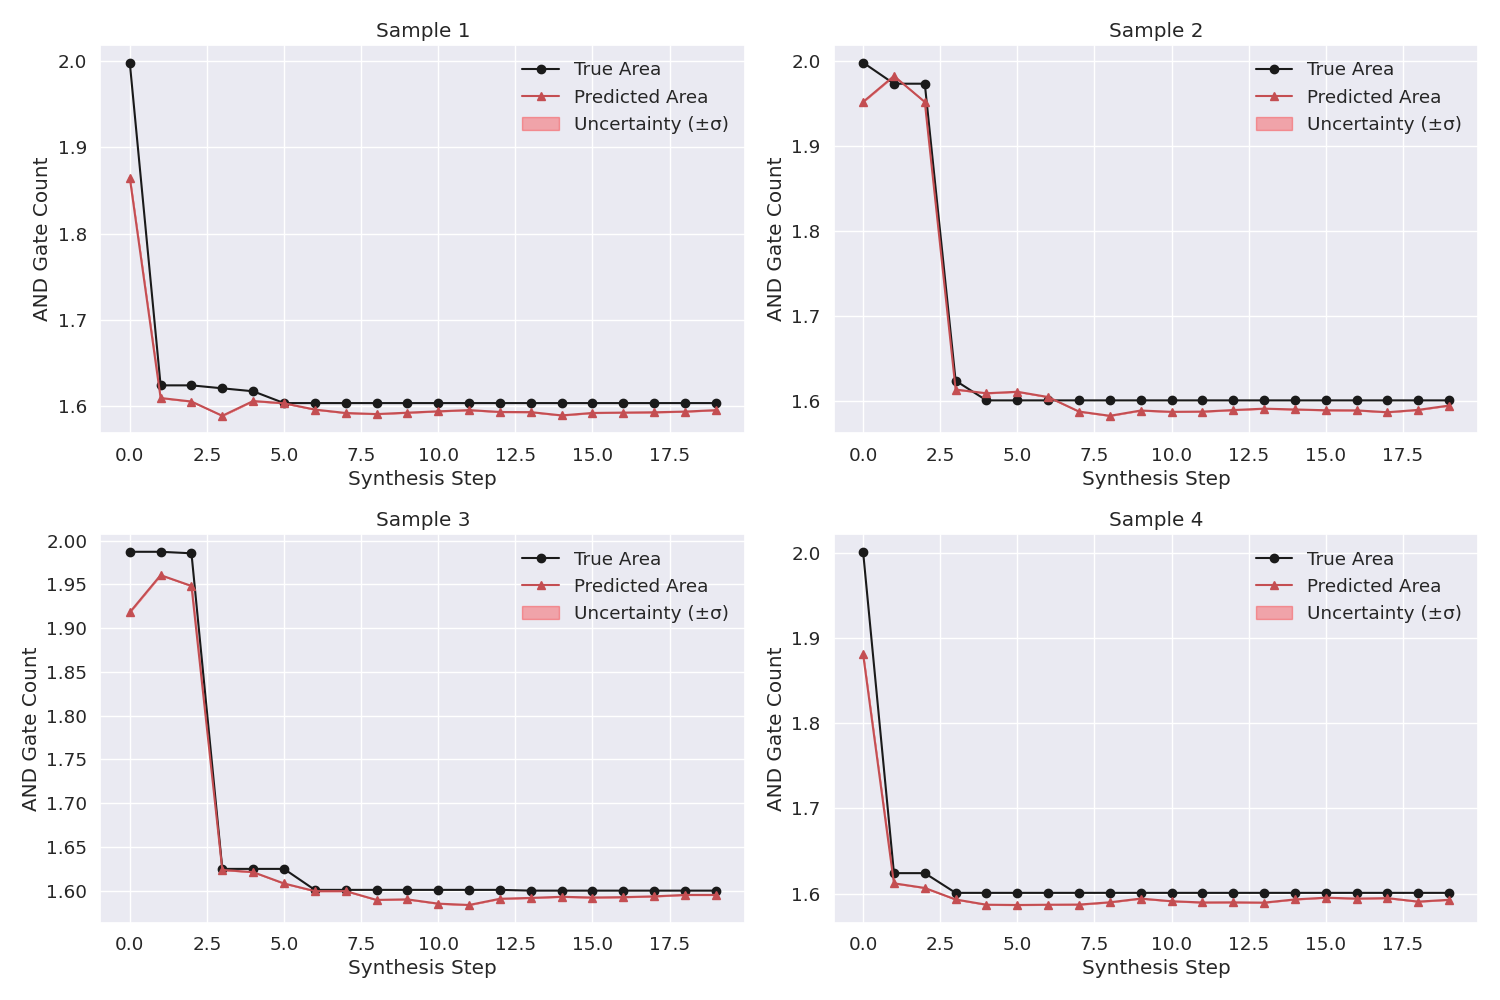 Sample 1
2.0
1.9
1.8
1.7
1.6
AND Gate Count
True Area
Predicted Area
Uncertainty (±σ)
0.0 2.5 5.0 7.5 10.0 12.5 15.0 17.5
Synthesis Step
Sample 2
2.0
1.9
1.8
1.7
1.6
AND Gate Count
True Area
Predicted Area
Uncertainty (±σ)
0.0 2.5 5.0 7.5 10.0 12.5 15.0 17.5
Synthesis Step
Sample 3
2.00
1.95
1.90
1.85
1.80
1.75
1.70
1.65
1.60
AND Gate Count
True Area
Predicted Area
Uncertainty (±σ)
0.0 2.5 5.0 7.5 10.0 12.5 15.0 17.5
Synthesis Step
Sample 4
2.0
1.9
1.8
1.7
1.6
AND Gate Count
True Area
Predicted Area
Uncertainty (±σ)
0.0 2.5 5.0 7.5 10.0 12.5 15.0 17.5
Synthesis Step